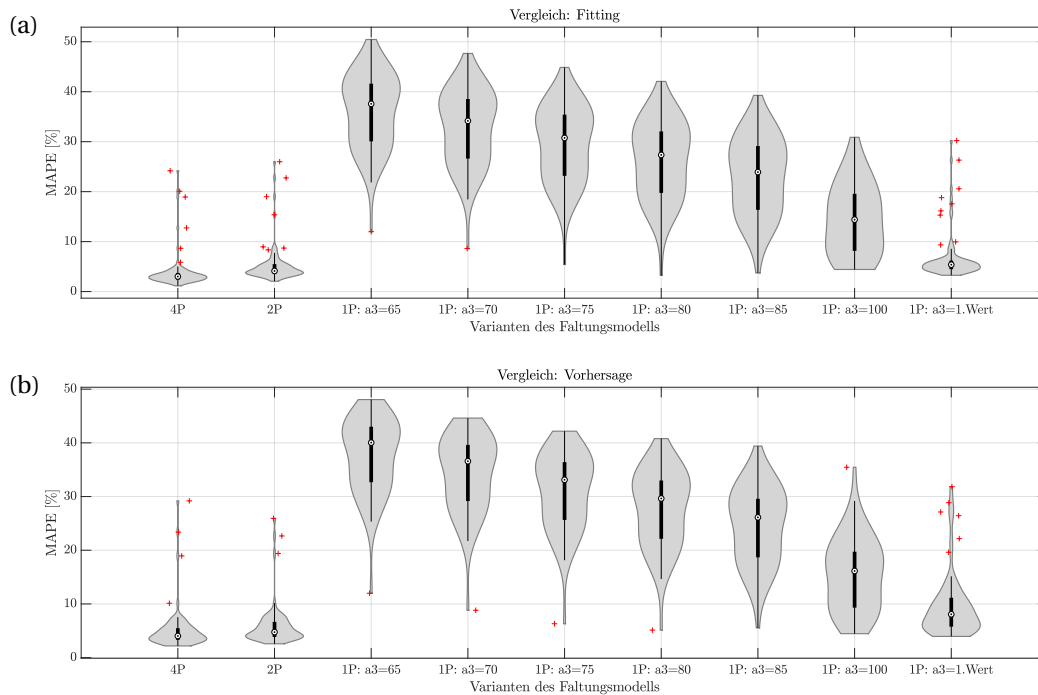 (a)
Vergleich: Fitting
MAPE [%]
50
40
30
20
10
0
4P 2P 1P: a3=65 1P: a3=70 1P: a3=75 1P: a3=80 1P: a3=85 1P: a3=100 1P: a3=1.Wert
Varianten des Faltungsmodells
(b)
Vergleich: Vorhersage
MAPE [%]
50
40
30
20
10
0
4P 2P 1P: a3=65 1P: a3=70 1P: a3=75 1P: a3=80 1P: a3=85 1P: a3=100 1P: a3=1.Wert
Varianten des Faltungsmodells